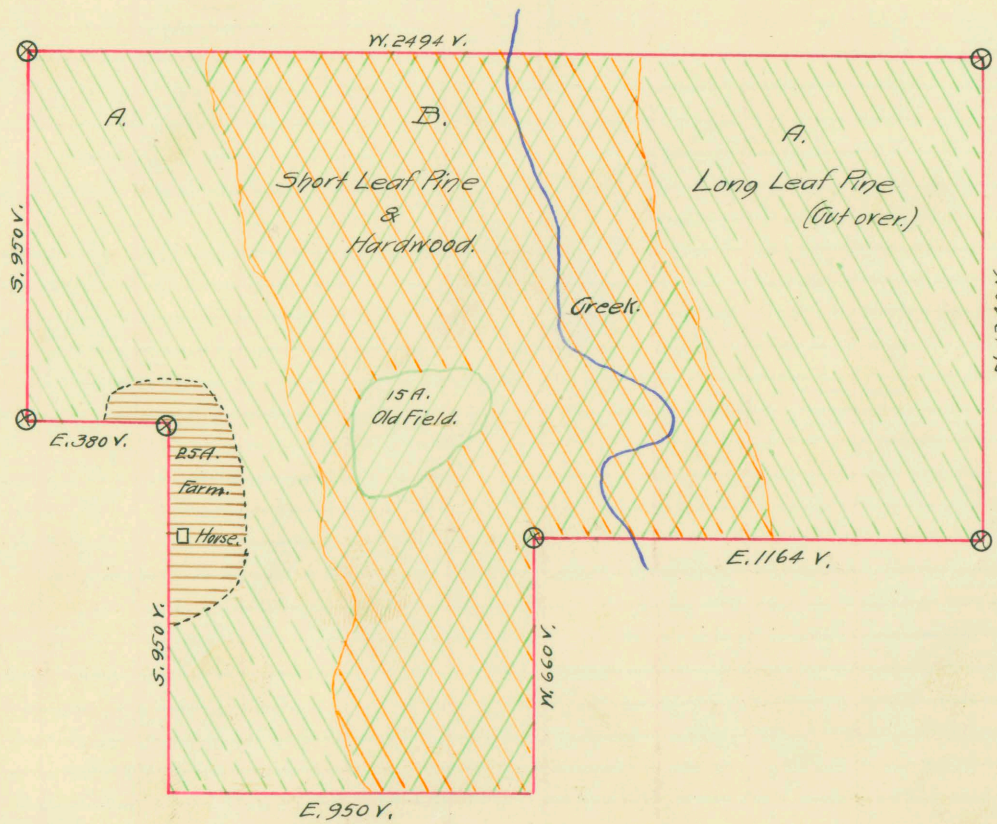 W. 2494 V.
A.
B.
A.
Short Leaf Pine
&
Hardwood.
Long Leaf Pine
(Cut over.)
S. 950 V.
Creek.
15 A.
Old Field.
E. 380 V.
25 A.
Farm.
House.
E. 1164 V.
S. 950 V.
W. 660 V.
E. 950 V.